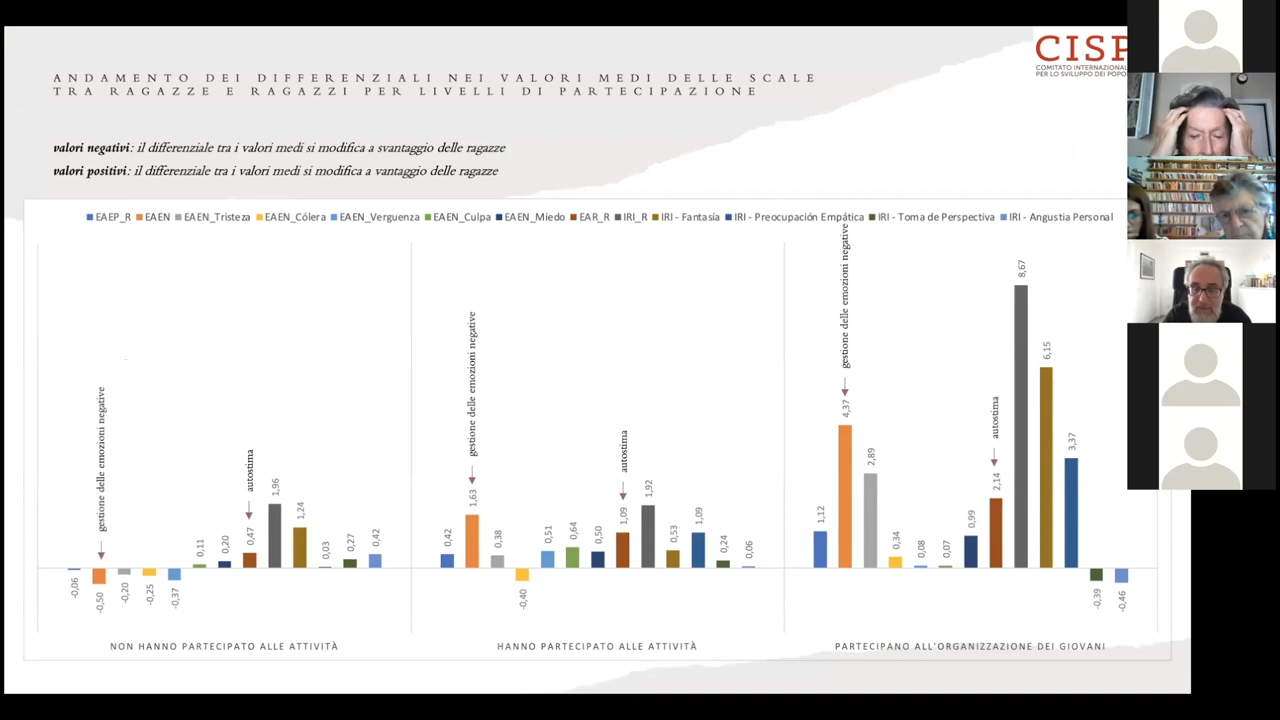 CISP
COMITATO INTERNAZIONAL
PER LO SVILUPPO DEI POPO
ANDAMENTO DEI DIFFERENZIALI NEI VALORI MEDI DELLE SCALE
TRA RAGAZZE E RAGAZZI PER LIVELLI DI PARTECIPAZIONE
valori negativi: il differenziale tra i valori medi si modifica a svantaggio delle ragazze
valori positivi: il differenziale tra i valori medi si modifica a vantaggio delle ragazze
EAEP_R EAEN EAEN_Tristeza EAEN_Cólera EAEN_Verguenza EAEN_Culpa EAEN_Miedo EAR_R IRI_R IRI - Fantasía IRI - Preocupación Empática IRI - Toma de Perspectiva IRI - Angustia Personal
gestione delle emozioni negative
autostima
-0,06 -0,50 -0,20 -0,25 -0,37 0,11 0,20 0,47 1,96 1,24 0,03 0,27 0,42
NON HANNO PARTECIPATO ALLE ATTIVITÀ
gestione delle emozioni negative
autostima
0,42 1,63 0,38 -0,40 0,51 0,64 0,50 1,09 1,92 0,53 1,09 0,24 0,06
HANNO PARTECIPATO ALLE ATTIVITÀ
gestione delle emozioni negative
autostima
1,12 4,37 2,89 0,34 0,08 0,07 0,99 2,14 8,67 6,15 3,37 -0,39 -0,46
PARTECIPANO ALL'ORGANIZZAZIONE DEI GIOVANI